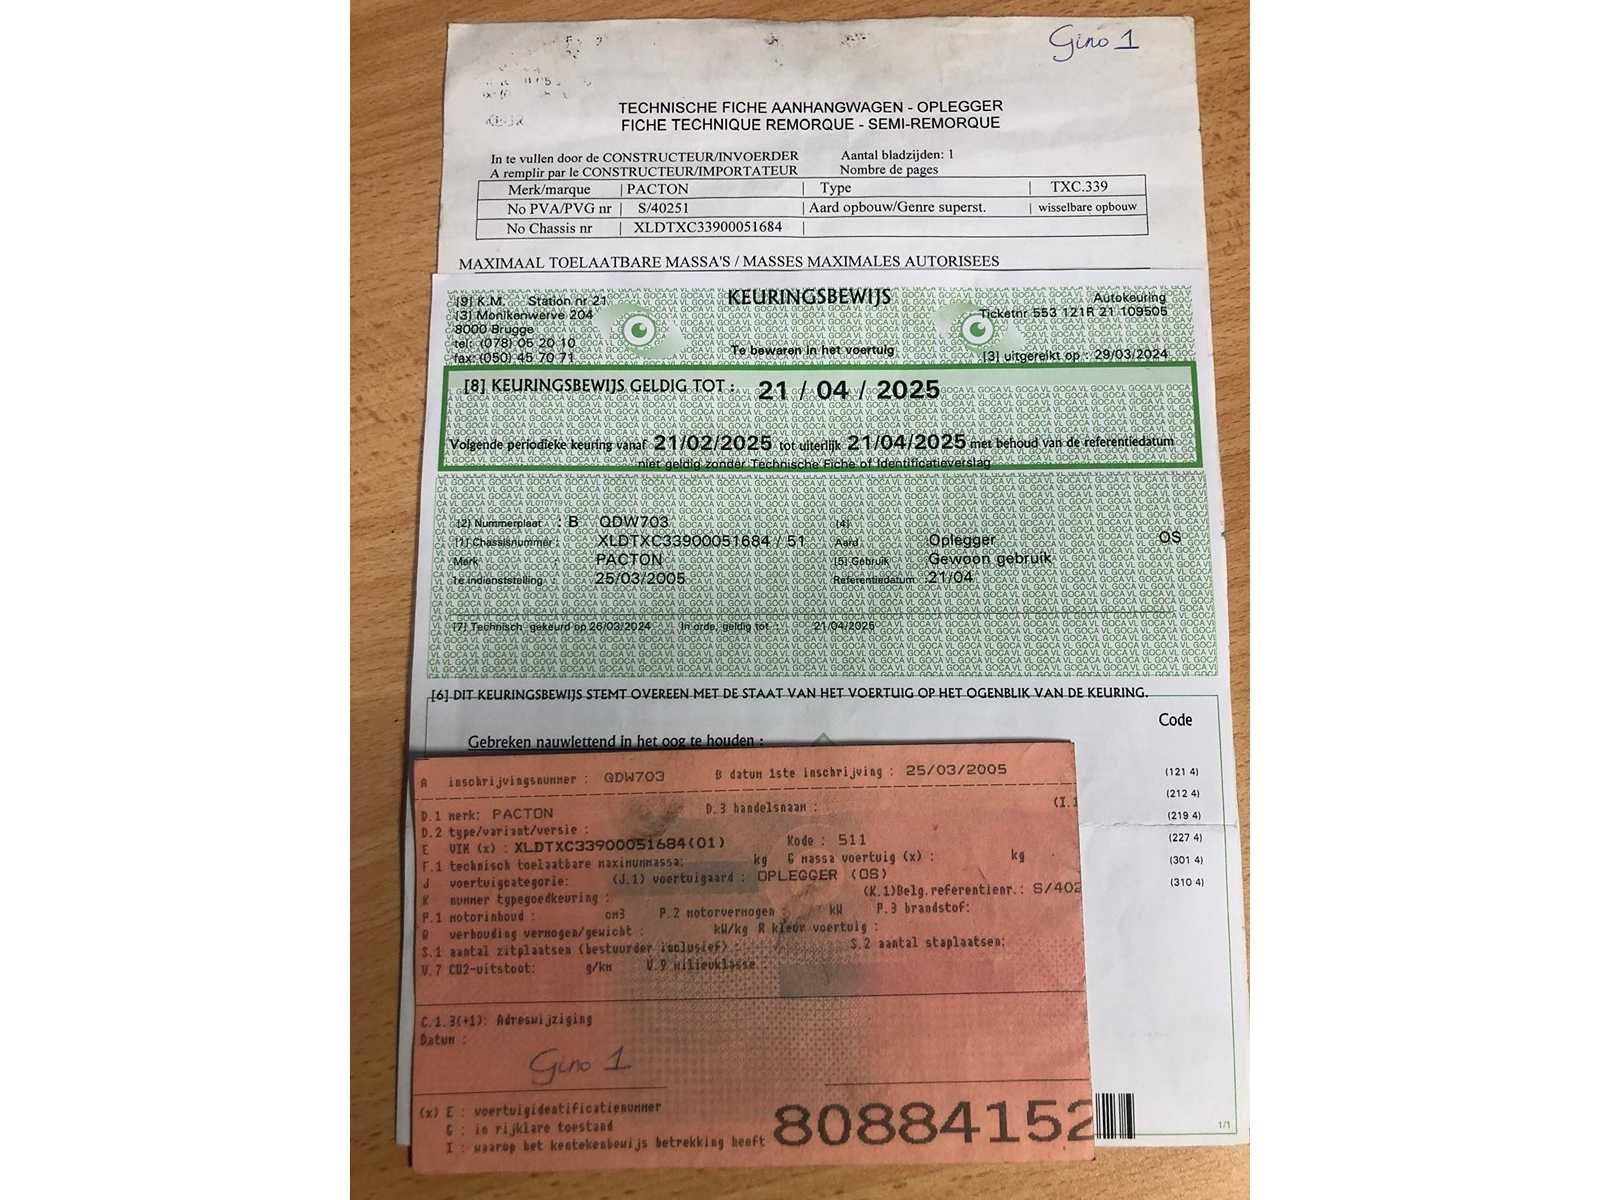 Gino 1
TECHNISCHE FICHE AANHANGWAGEN - OPLEGGER
FICHE TECHNIQUE REMORQUE - SEMI-REMORQUE
In te vullen door de CONSTRUCTEUR/INVOERDER Aantal bladzijden: 1
A remplir par le CONSTRUCTEUR/IMPORTATEUR Nombre de pages
Merk/marque | PACTON | Type | TXC.339
No PVA/PVG nr | S/40251 | Aard opbouw/Genre superst. | wisselbare opbouw
No Chassis nr | XLDTXC33900051684 |
MAXIMAAL TOELAATBARE MASSA'S / MASSES MAXIMALES AUTORISEES
[9] K.M. Station nr 21 KEURINGSBEWIJS Autokeuring
[3] Monikenwerve 204 Ticketnr 553 121R 21 109505
8000 Brugge
tel: (078) 05 20 10 Te bewaren in het voertuig
fax: (050) 45 70 71 [3] uitgereikt op : 29/03/2024
[8] KEURINGSBEWIJS GELDIG TOT : 21 / 04 / 2025
Volgende periodieke keuring vanaf 21/02/2025 tot uiterlijk 21/04/2025 met behoud van de referentiedatum
niet geldig zonder Technische Fiche of Identificatieverslag
[2] Nummerplaat : B QDW703 [4]
[1] Chassisnummer : XLDTXC33900051684 / 51 Aard Oplegger OS
Merk : PACTON [5] Gebruik Gewoon gebruik
1e indienststelling : 25/03/2005 Referentiedatum : 21/04
[7] Technisch gekeurd op 26/03/2024 In orde, geldig tot : 21/04/2025
[6] DIT KEURINGSBEWIJS STEMT OVEREEN MET DE STAAT VAN HET VOERTUIG OP HET OGENBLIK VAN DE KEURING.
Code
Gebreken nauwlettend in het oog te houden :
(121 4)
(212 4)
(219 4)
(227 4)
(301 4)
(310 4)
A inschrijvingsnummer : QDW703 B datum 1ste inschrijving : 25/03/2005
D.1 merk: PACTON D.3 handelsnaam : (I.1
D.2 type/variant/versie :
E VIN (x) : XLDTXC33900051684(01) Kode : 511
F.1 technisch toelaatbare maximummassa: kg G massa voertuig (x) : kg
J voertuigcategorie: (J.1) voertuigaard : OPLEGGER (OS)
K nummer typegoedkeuring : (K.1)Belg.referentienr.: S/402
P.1 motorinhoud : cm3 P.2 motorvermogen : kW P.3 brandstof:
Q verhouding vermogen/gewicht : kW/kg R kleur voertuig :
S.1 aantal zitplaatsen (bestuurder inclusief) : S.2 aantal staplaatsen:
V.7 CO2-uitstoot: g/km V.9 milieuklasse
C.1.3(+1): Adreswijziging
Datum :
Gino 1
(x) E : voertuigidentificatienummer
G : in rijklare toestand
I : waarop het kentekenbewijs betrekking heeft
80884152
1/1